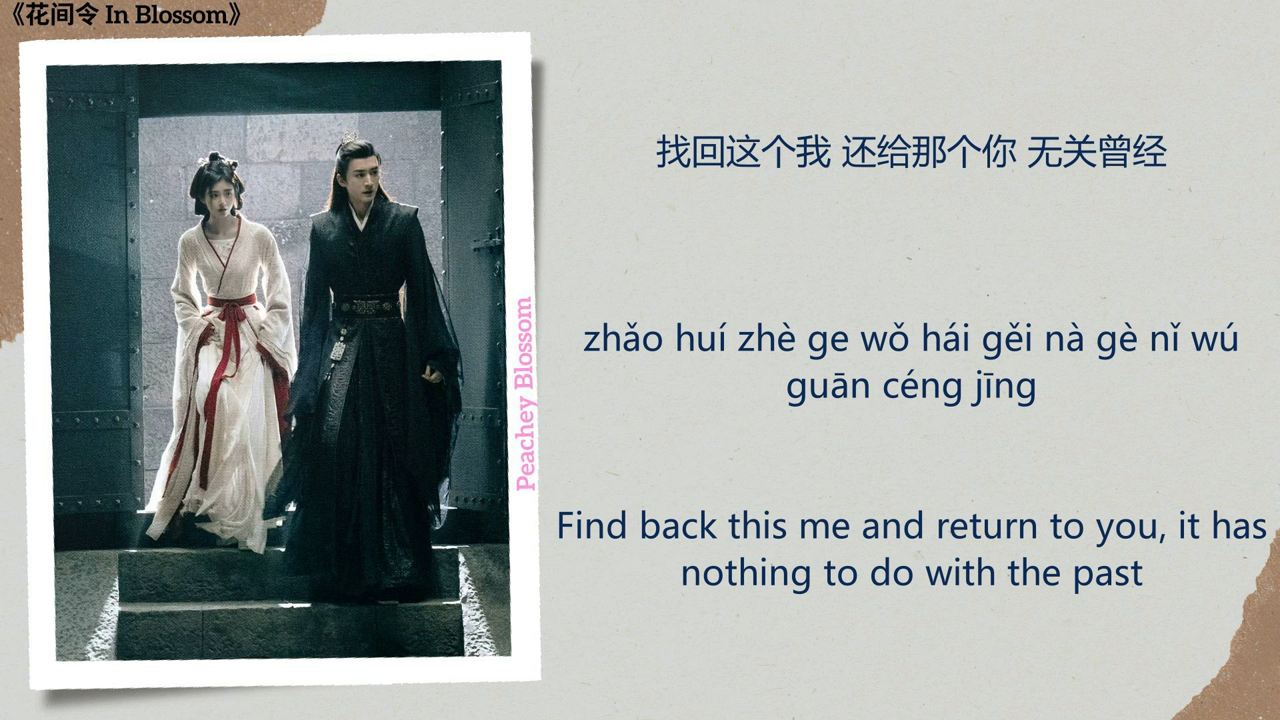 《花间令 In Blossom》
Peachey Blossom
找回这个我 还给那个你 无关曾经
zhǎo huí zhè ge wǒ hái gěi nà gè nǐ wú
guān céng jīng
Find back this me and return to you, it has
nothing to do with the past